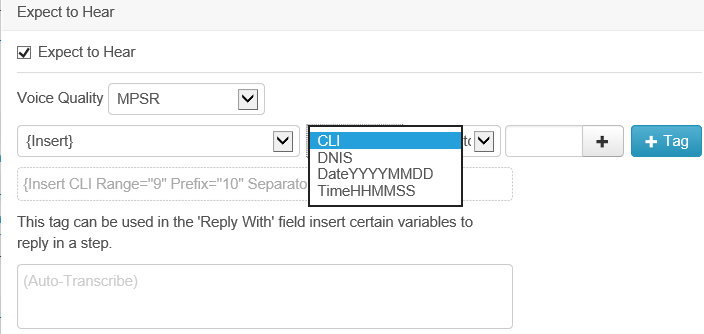 Expect to Hear
Expect to Hear
Voice Quality MPSR
{Insert} CLI + + Tag
DNIS
DateYYYYMMDD
TimeHHMMSS
{Insert CLI Range="9" Prefix="10"
This tag can be used in the 'Reply With' field insert certain variables to
reply in a step.
(Auto-Transcribe)